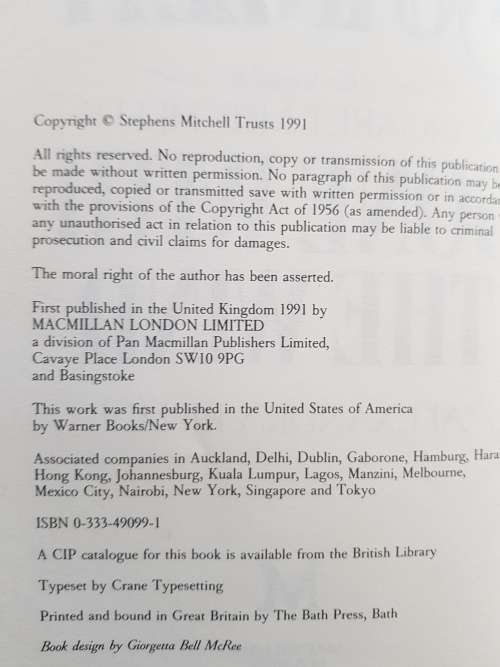 Copyright © Stephens Mitchell Trusts 1991
All rights reserved. No reproduction, copy or transmission of this publication
be made without written permission. No paragraph of this publication may be
reproduced, copied or transmitted save with written permission or in
with the provisions of the Copyright Act of 1956 (as amended). Any person
any unauthorised act in relation to this publication may be liable to criminal
prosecution and civil claims for damages.
The moral right of the author has been asserted.
First published in the United Kingdom 1991 by
MACMILLAN LONDON LIMITED
a division of Pan Macmillan Publishers Limited,
Cavaye Place London SW10 9PG
and Basingstoke
This work was first published in the United States of America
by Warner Books/New York.
Associated companies in Auckland, Delhi, Dublin, Gaborone, Hamburg,
Hong Kong, Johannesburg, Kuala Lumpur, Lagos, Manzini, Melbourne,
Mexico City, Nairobi, New York, Singapore and Tokyo
ISBN 0-333-49099-1
A CIP catalogue for this book is available from the British Library
Typeset by Crane Typesetting
Printed and bound in Great Britain by The Bath Press, Bath
Book design by Giorgetta Bell McRee